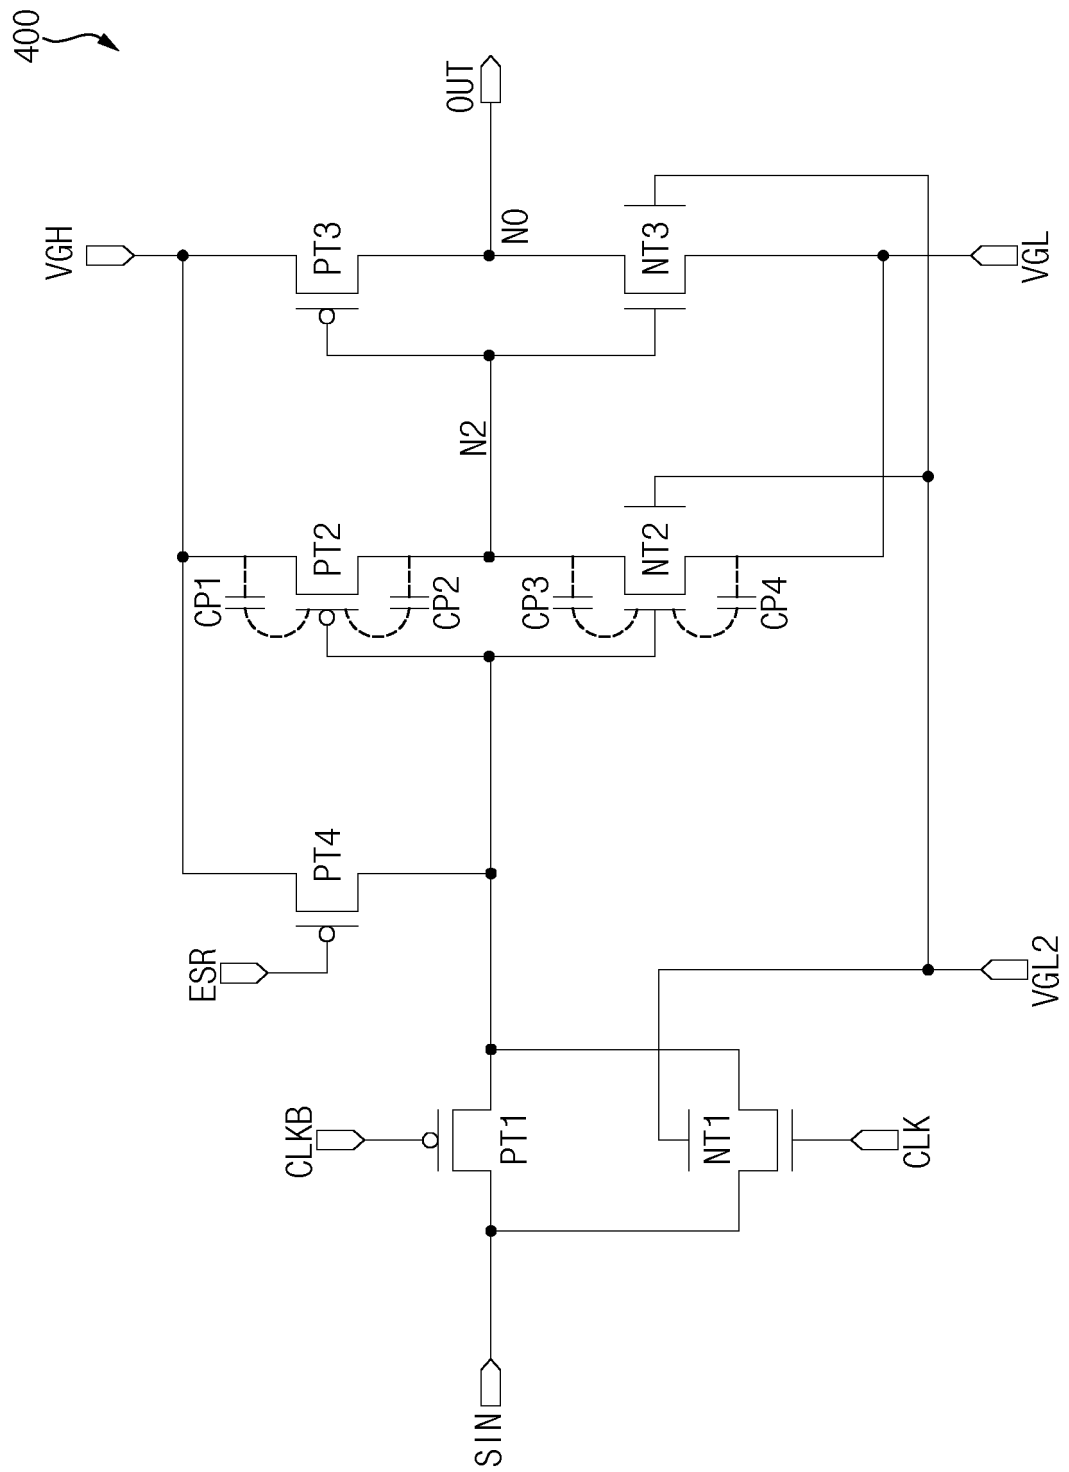 400
VGH
OUT
PT3
N0
NT3
VGL
N2
CP1
PT2
CP2
CP3
NT2
CP4
ESR
PT4
VGL2
CLKB
PT1
NT1
CLK
SIN